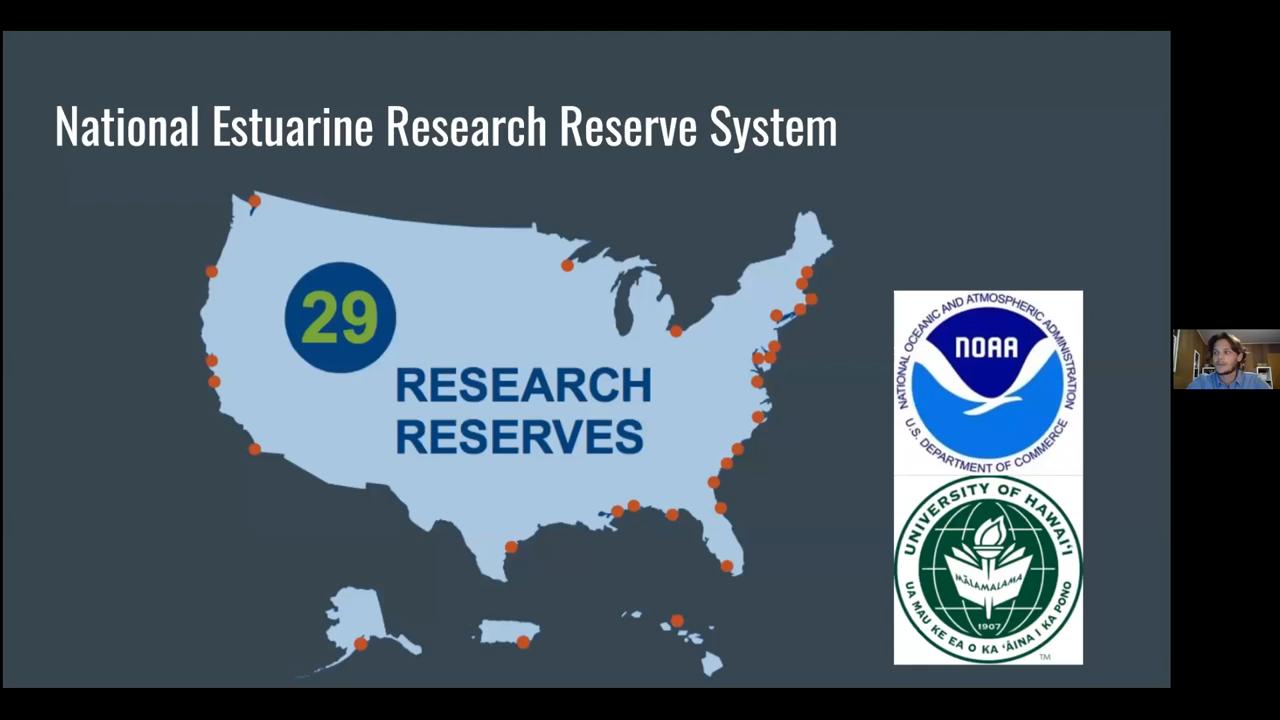 National Estuarine Research Reserve System
29
RESEARCH
RESERVES
NATIONAL OCEANIC AND ATMOSPHERIC ADMINISTRATION
NOAA
U.S. DEPARTMENT OF COMMERCE
UNIVERSITY OF HAWAI‘I
MĀLAMALAMA
1907
UA MAU KE EA O KA ‘ĀINA I KA PONO
TM